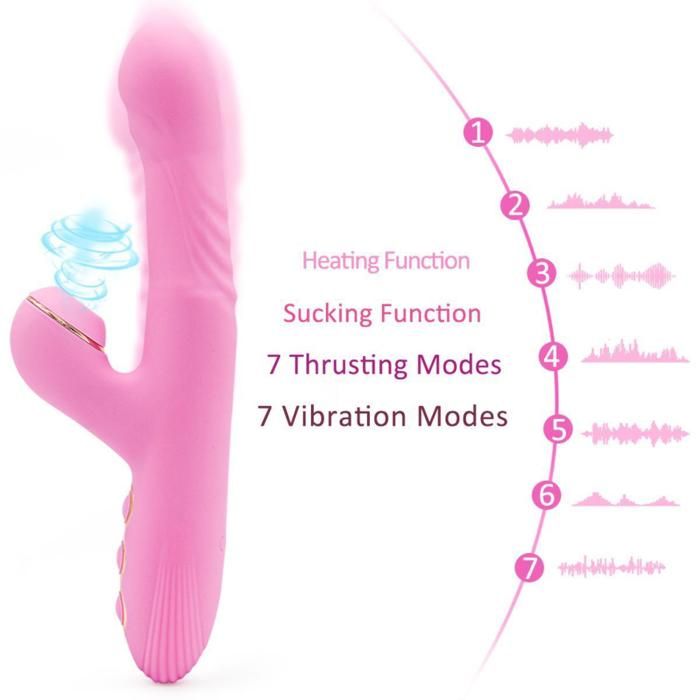 Heating Function
Sucking Function
7 Thrusting Modes
7 Vibration Modes
1
2
3
4
5
6
7